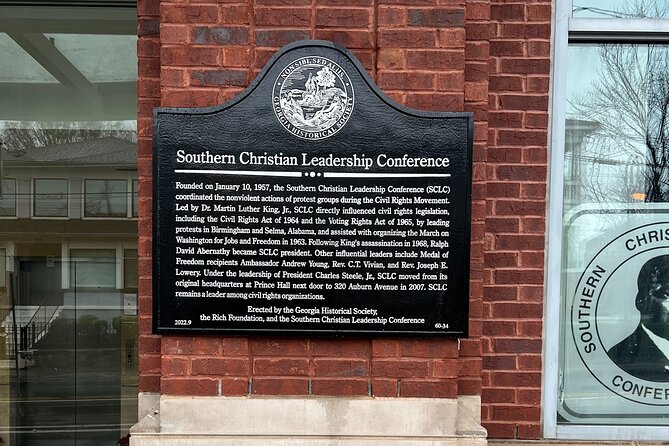 NON SIBI, SED ALIIS
GEORGIA HISTORICAL SOCIETY
Southern Christian Leadership Conference
Founded on January 10, 1957, the Southern Christian Leadership Conference (SCLC)
coordinated the nonviolent actions of protest groups during the Civil Rights Movement.
Led by Dr. Martin Luther King, Jr., SCLC directly influenced civil rights legislation,
including the Civil Rights Act of 1964 and the Voting Rights Act of 1965, by leading
protests in Birmingham and Selma, Alabama, and assisted with organizing the March on
Washington for Jobs and Freedom in 1963. Following King's assassination in 1968, Ralph
David Abernathy became SCLC president. Other influential leaders include Medal of
Freedom recipients Ambassador Andrew Young, Rev. C.T. Vivian, and Rev. Joseph E.
Lowery. Under the leadership of President Charles Steele, Jr., SCLC moved from its
original headquarters at Prince Hall next door to 320 Auburn Avenue in 2007. SCLC
remains a leader among civil rights organizations.
Erected by the Georgia Historical Society,
the Rich Foundation, and the Southern Christian Leadership Conference
2022.9
60-34
SOUTHERN
CHRIS
CONFE